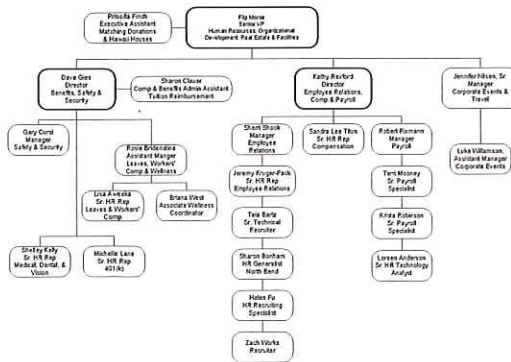 Priscilla Finch
Executive Assistant
Matching Donations
& Hawaii Houses
Flip Morse
Senior VP
Human Resources, Organizational
Development, Real Estate & Facilities
Dave Gies
Director
Benefits, Safety &
Security
Sharon Clauer
Comp & Benefits Admin Assistant
Tuition Reimbursement
Kathy Rexford
Director
Employee Relations,
Comp & Payroll
Jennifer Nilsen, Sr.
Manager
Corporate Events &
Travel
Gary Cursi
Manager
Safety & Security
Rosie Bridenstine
Assistant Manger
Leaves, Workers'
Comp & Wellness
Sherri Shock
Manager
Employee
Relations
Sandra Lee Titus
Sr. HR Rep
Compensation
Robert Rixmann
Manager
Payroll
Luke Williamson,
Assistant Manager
Corporate Events
Lisa
Sr. HR Rep
Leaves & Workers'
Comp
Briana West
Associate Wellness
Coordinator
Jeremy Kruger-Pack
Sr. HR Rep
Employee Relations
Terri Mooney
Sr. Payroll
Specialist
Shelley Kelly
Sr. HR Rep
Medical, Dental, &
Vision
Michelle Lane
Sr. HR Rep
401(k)
Tela Bartz
Sr. Technical
Recruiter
Krista Robinson
Sr. Payroll
Specialist
Sharon Bonham
HR Generalist
North Bend
Loreen Anderson
Sr. HR Technology
Analyst
Helen Fu
HR Recruiting
Specialist
Zach Works
Recruiter